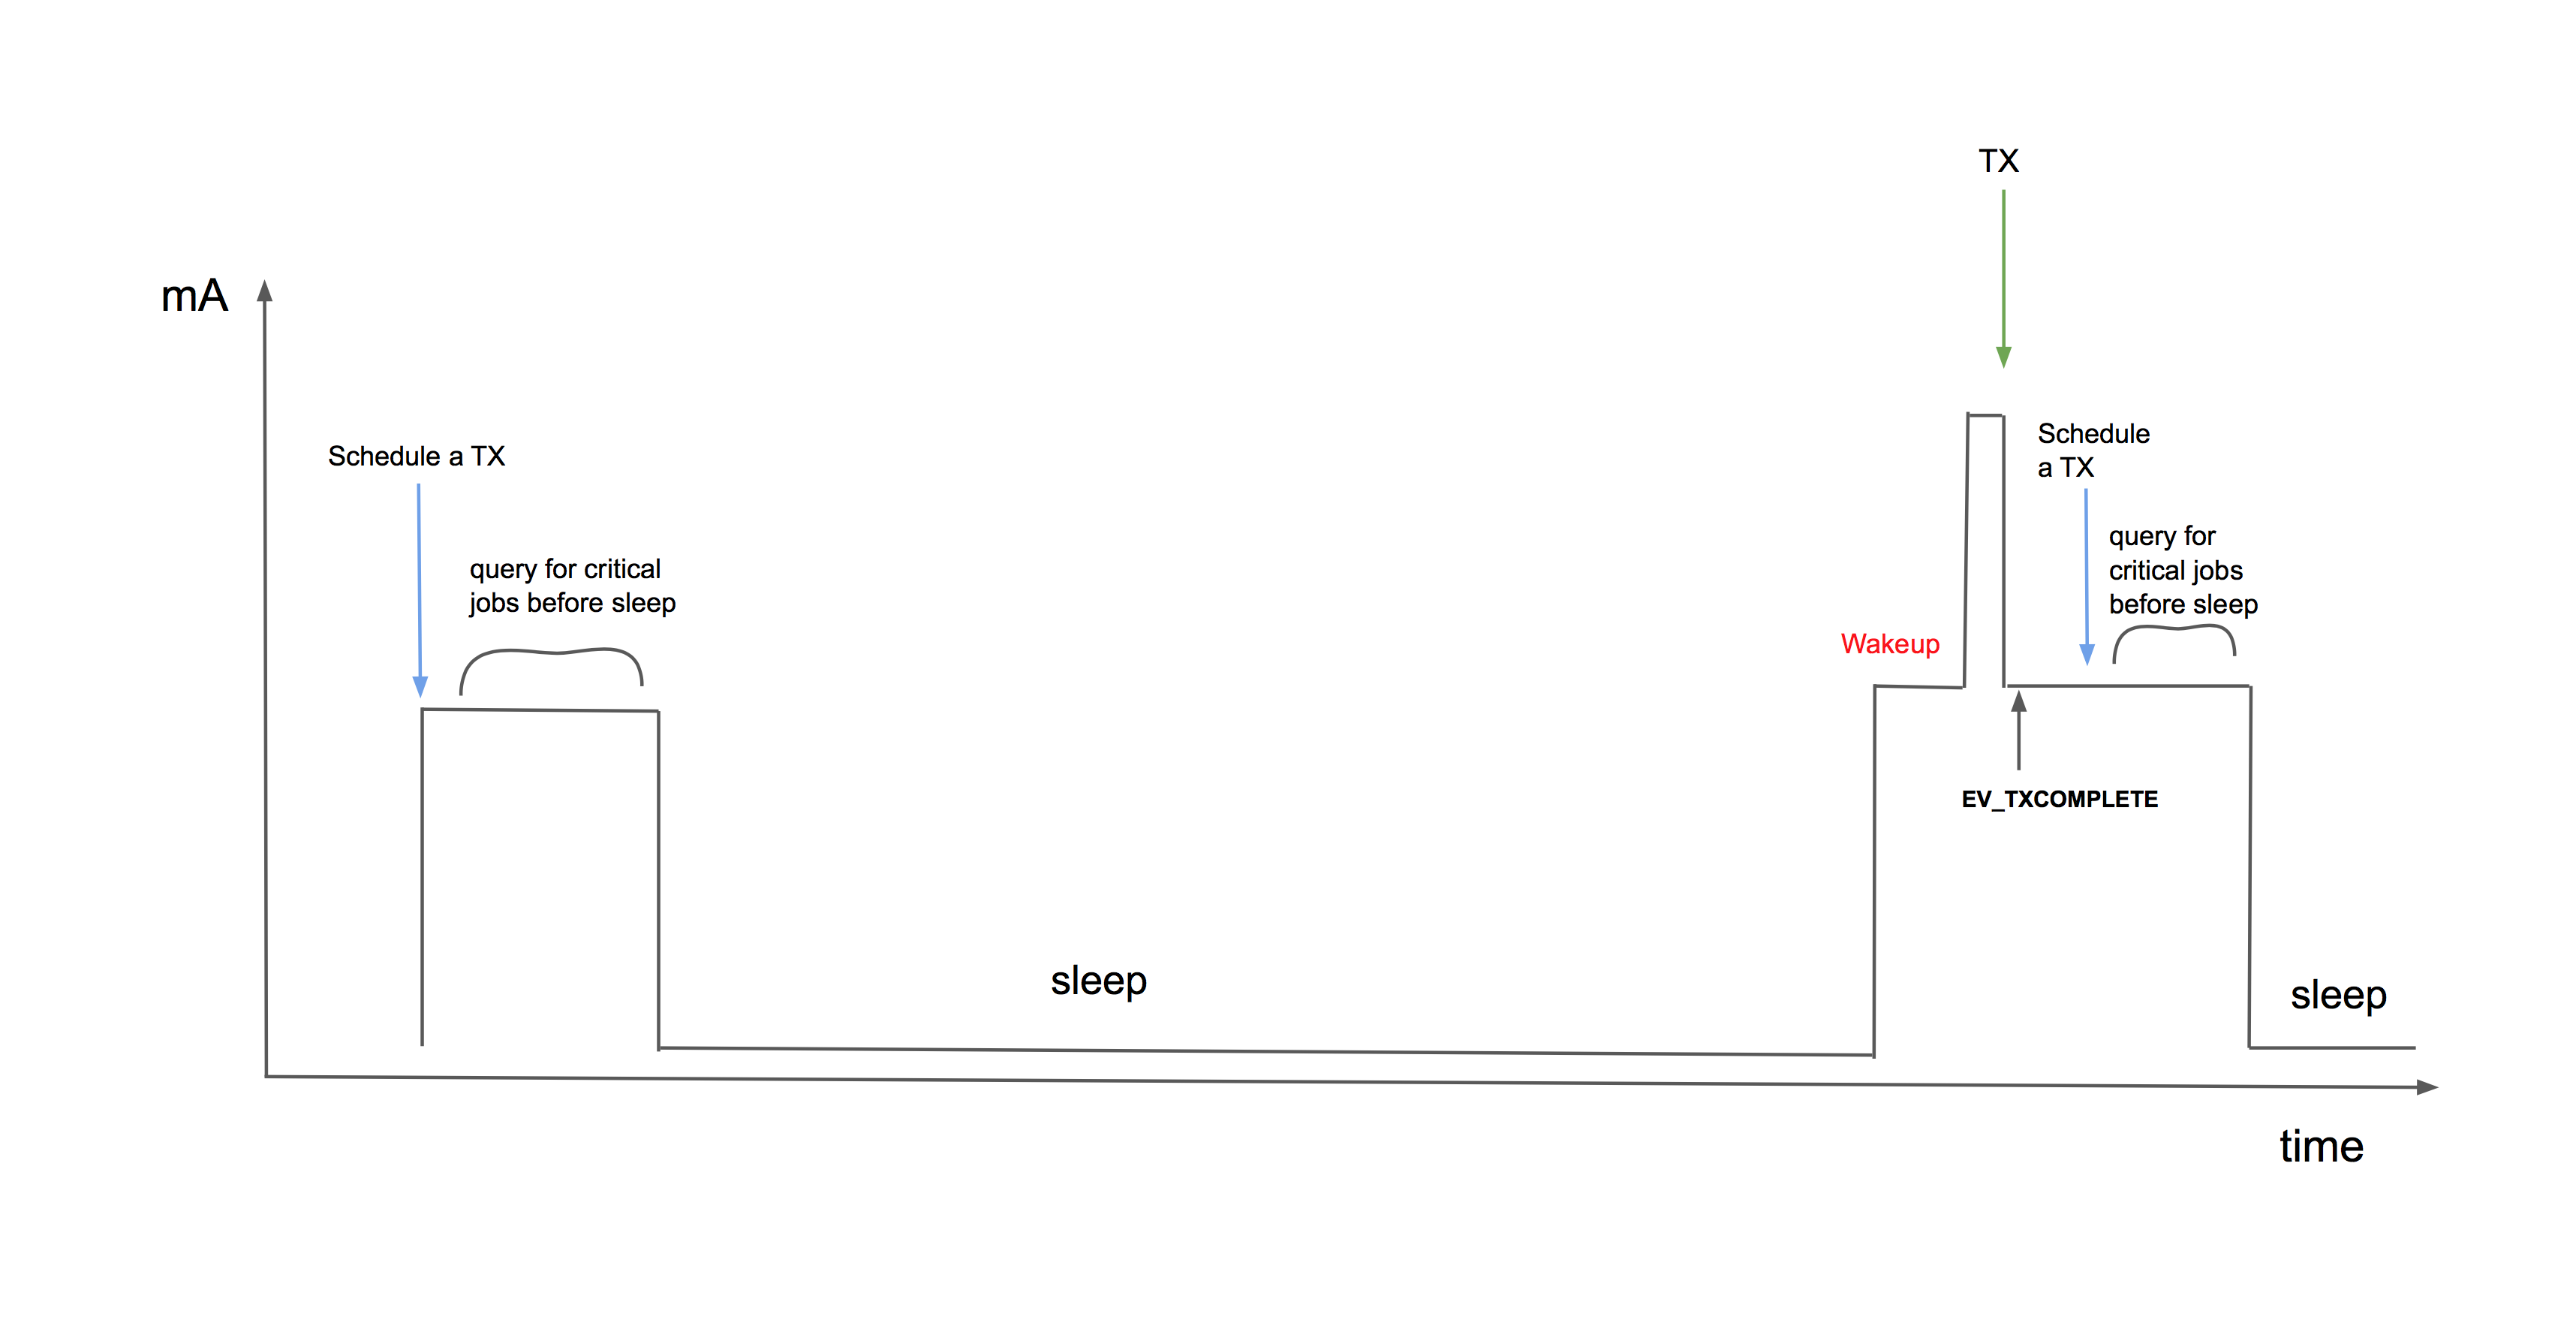 TX
mA
Schedule a TX
query for critical
jobs before sleep
Schedule
a TX
query for
critical jobs
before sleep
Wakeup
EV_TXCOMPLETE
sleep
sleep
time